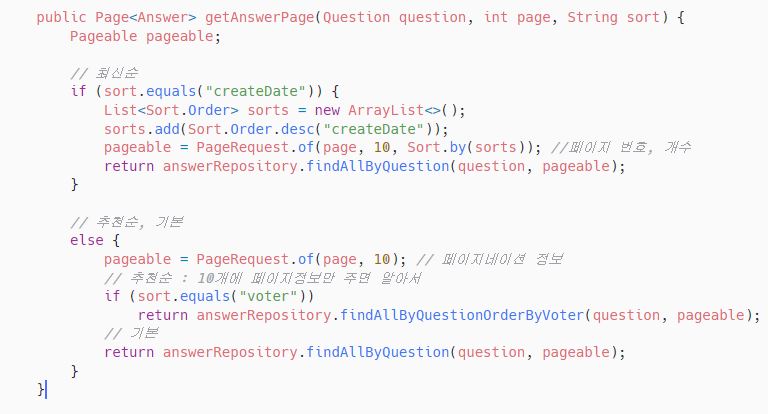 public Page<Answer> getAnswerPage(Question question, int page, String sort) {
Pageable pageable;
// 최신순
if (sort.equals("createDate")) {
List<Sort.Order> sorts = new ArrayList<>();
sorts.add(Sort.Order.desc("createDate"));
pageable = PageRequest.of(page, 10, Sort.by(sorts)); //페이지 번호, 개수
return answerRepository.findAllByQuestion(question, pageable);
}
// 추천순, 기본
else {
pageable = PageRequest.of(page, 10); // 페이지네이션 정보
// 추천순 : 10개에 페이지정보만 주면 알아서
if (sort.equals("voter"))
return answerRepository.findAllByQuestionOrderByVoter(question, pageable);
// 기본
return answerRepository.findAllByQuestion(question, pageable);
}
}